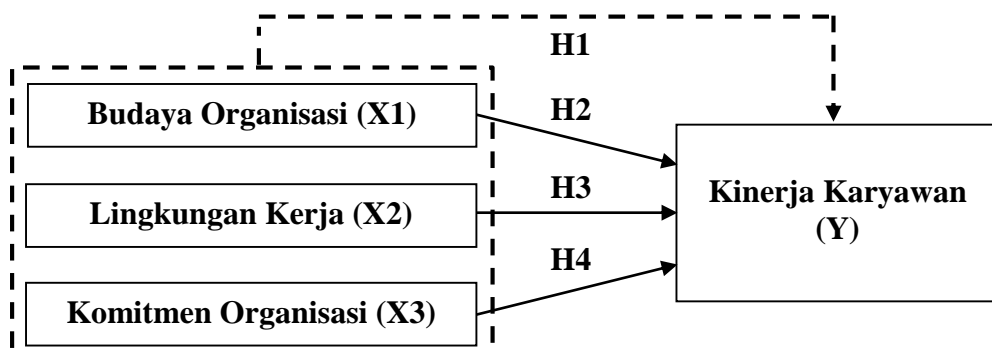 H1
Budaya Organisasi (X1)
H2
Lingkungan Kerja (X2)
H3
Kinerja Karyawan
(Y)
H4
Komitmen Organisasi (X3)